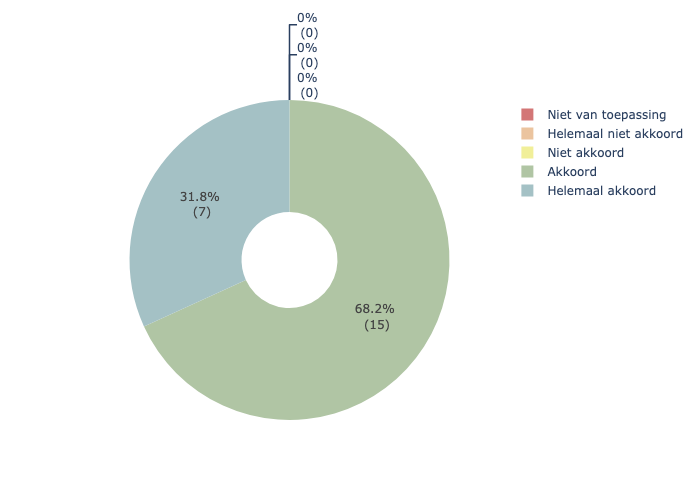 0%
(0)
0%
(0)
0%
(0)
31.8%
(7)
68.2%
(15)
Niet van toepassing
Helemaal niet akkoord
Niet akkoord
Akkoord
Helemaal akkoord